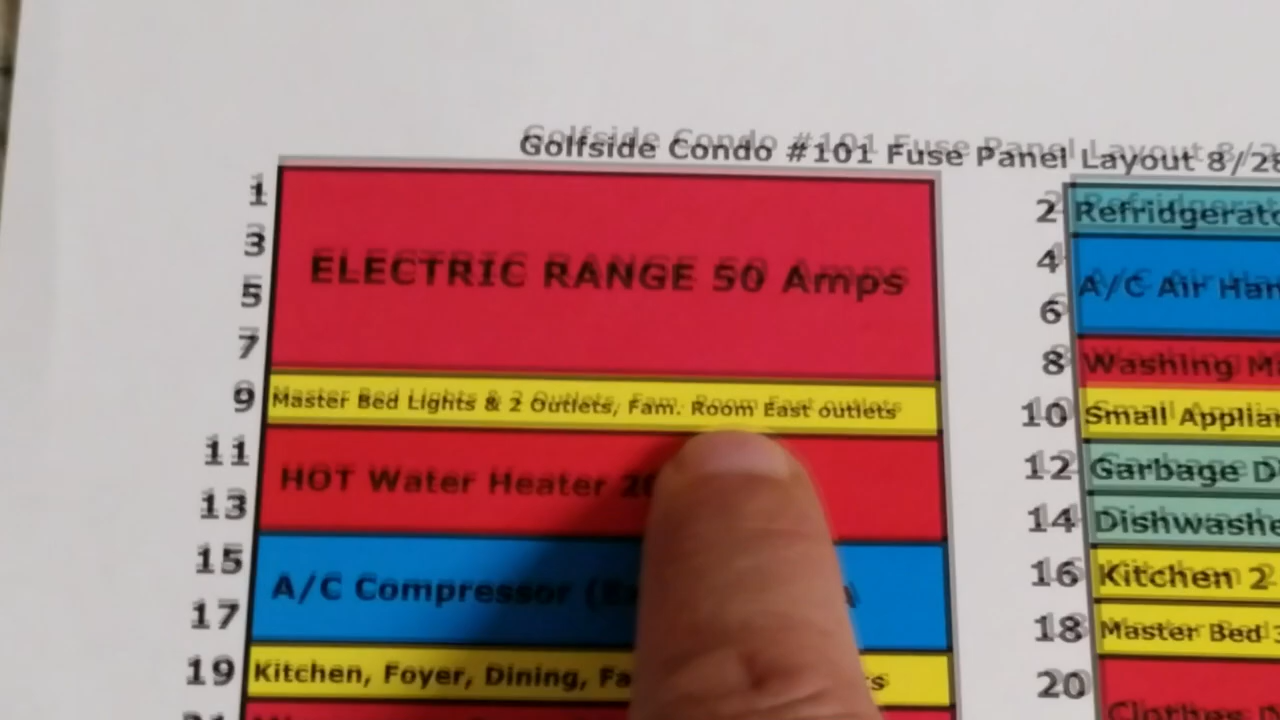 Golfside Condo #101 Fuse Panel Layout 8/28
1
3
ELECTRIC RANGE 50 Amps
5
7
9 Master Bed Lights & 2 Outlets, Fam. Room East outlets
11
HOT Water Heater
13
15
A/C Compressor
17
19 Kitchen, Foyer, Dining,
2 Refridgerato
4
A/C Air Han
6
8 Washing Ma
10 Small Applian
12 Garbage D
14 Dishwashe
16 Kitchen 2
18 Master Bed 3
20